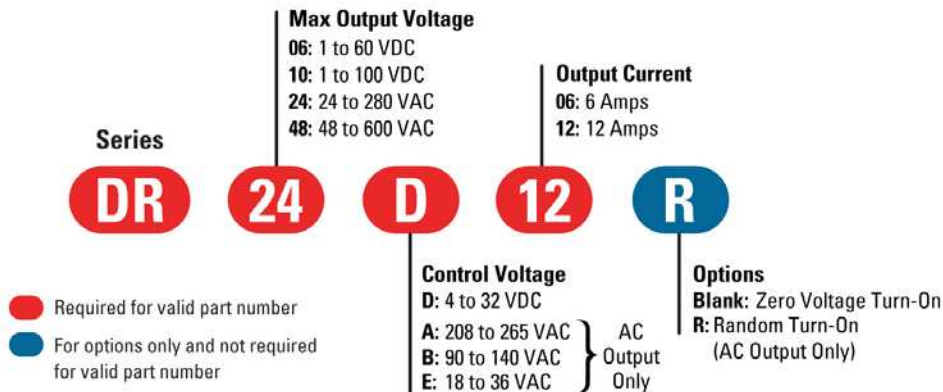 Max Output Voltage
06: 1 to 60 VDC
10: 1 to 100 VDC
24: 24 to 280 VAC
48: 48 to 600 VAC
Output Current
06: 6 Amps
12: 12 Amps
Series
DR
24
D
12
R
Required for valid part number
For options only and not required
for valid part number
Control Voltage
D: 4 to 32 VDC
A: 208 to 265 VAC
B: 90 to 140 VAC
E: 18 to 36 VAC
AC
Output
Only
Options
Blank: Zero Voltage Turn-On
R: Random Turn-On
(AC Output Only)